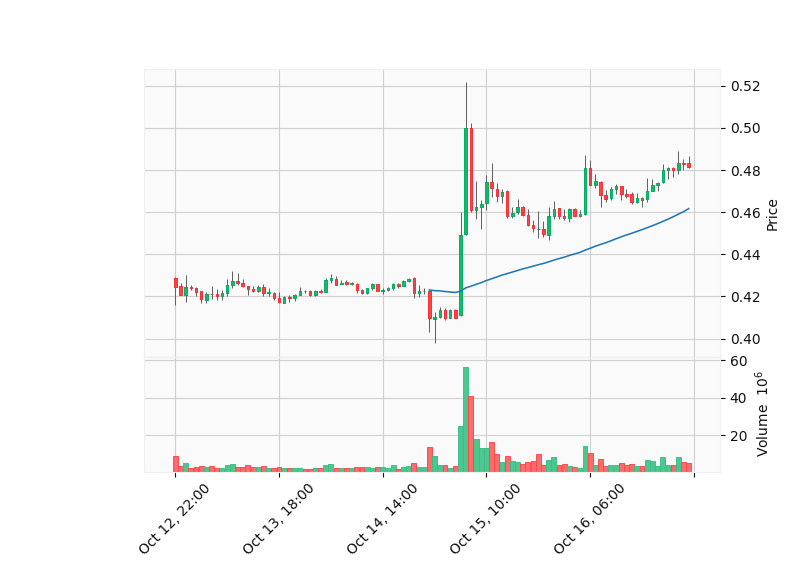 0.52
0.50
0.48
0.46
0.44
0.42
0.40
Price
60
40
20
Volume 10^6
Oct 12, 22:00
Oct 13, 18:00
Oct 14, 14:00
Oct 15, 10:00
Oct 16, 06:00